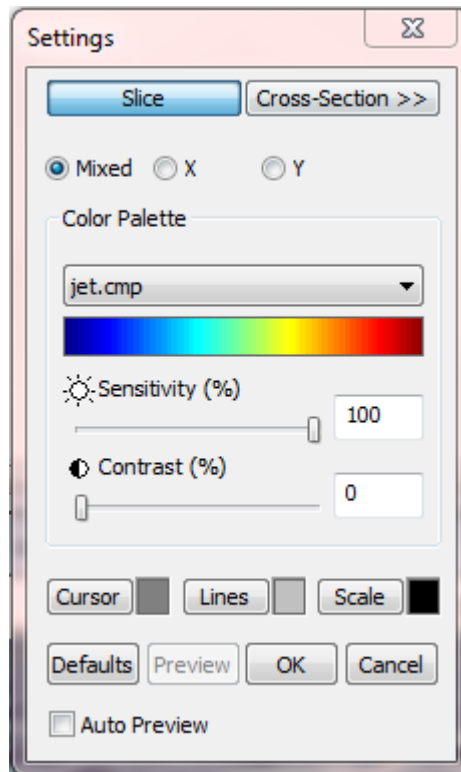 Settings
Slice Cross-Section >>
Mixed X Y
Color Palette
jet.cmp
Sensitivity (%)
100
Contrast (%)
0
Cursor Lines Scale
Defaults Preview OK Cancel
Auto Preview